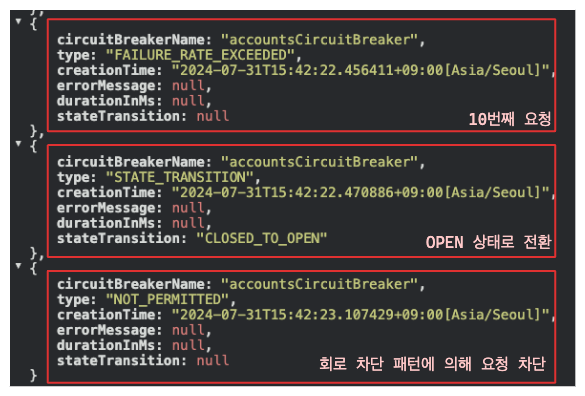 },
▼ {
circuitBreakerName: "accountsCircuitBreaker",
type: "FAILURE_RATE_EXCEEDED",
creationTime: "2024-07-31T15:42:22.456411+09:00[Asia/Seoul]",
errorMessage: null,
durationInMs: null,
stateTransition: null
10번째 요청
},
▼ {
circuitBreakerName: "accountsCircuitBreaker",
type: "STATE_TRANSITION",
creationTime: "2024-07-31T15:42:22.470886+09:00[Asia/Seoul]",
errorMessage: null,
durationInMs: null,
stateTransition: "CLOSED_TO_OPEN"
OPEN 상태로 전환
},
▼ {
circuitBreakerName: "accountsCircuitBreaker",
type: "NOT_PERMITTED",
creationTime: "2024-07-31T15:42:23.107429+09:00[Asia/Seoul]",
errorMessage: null,
durationInMs: null,
stateTransition: null
회로 차단 패턴에 의해 요청 차단
}